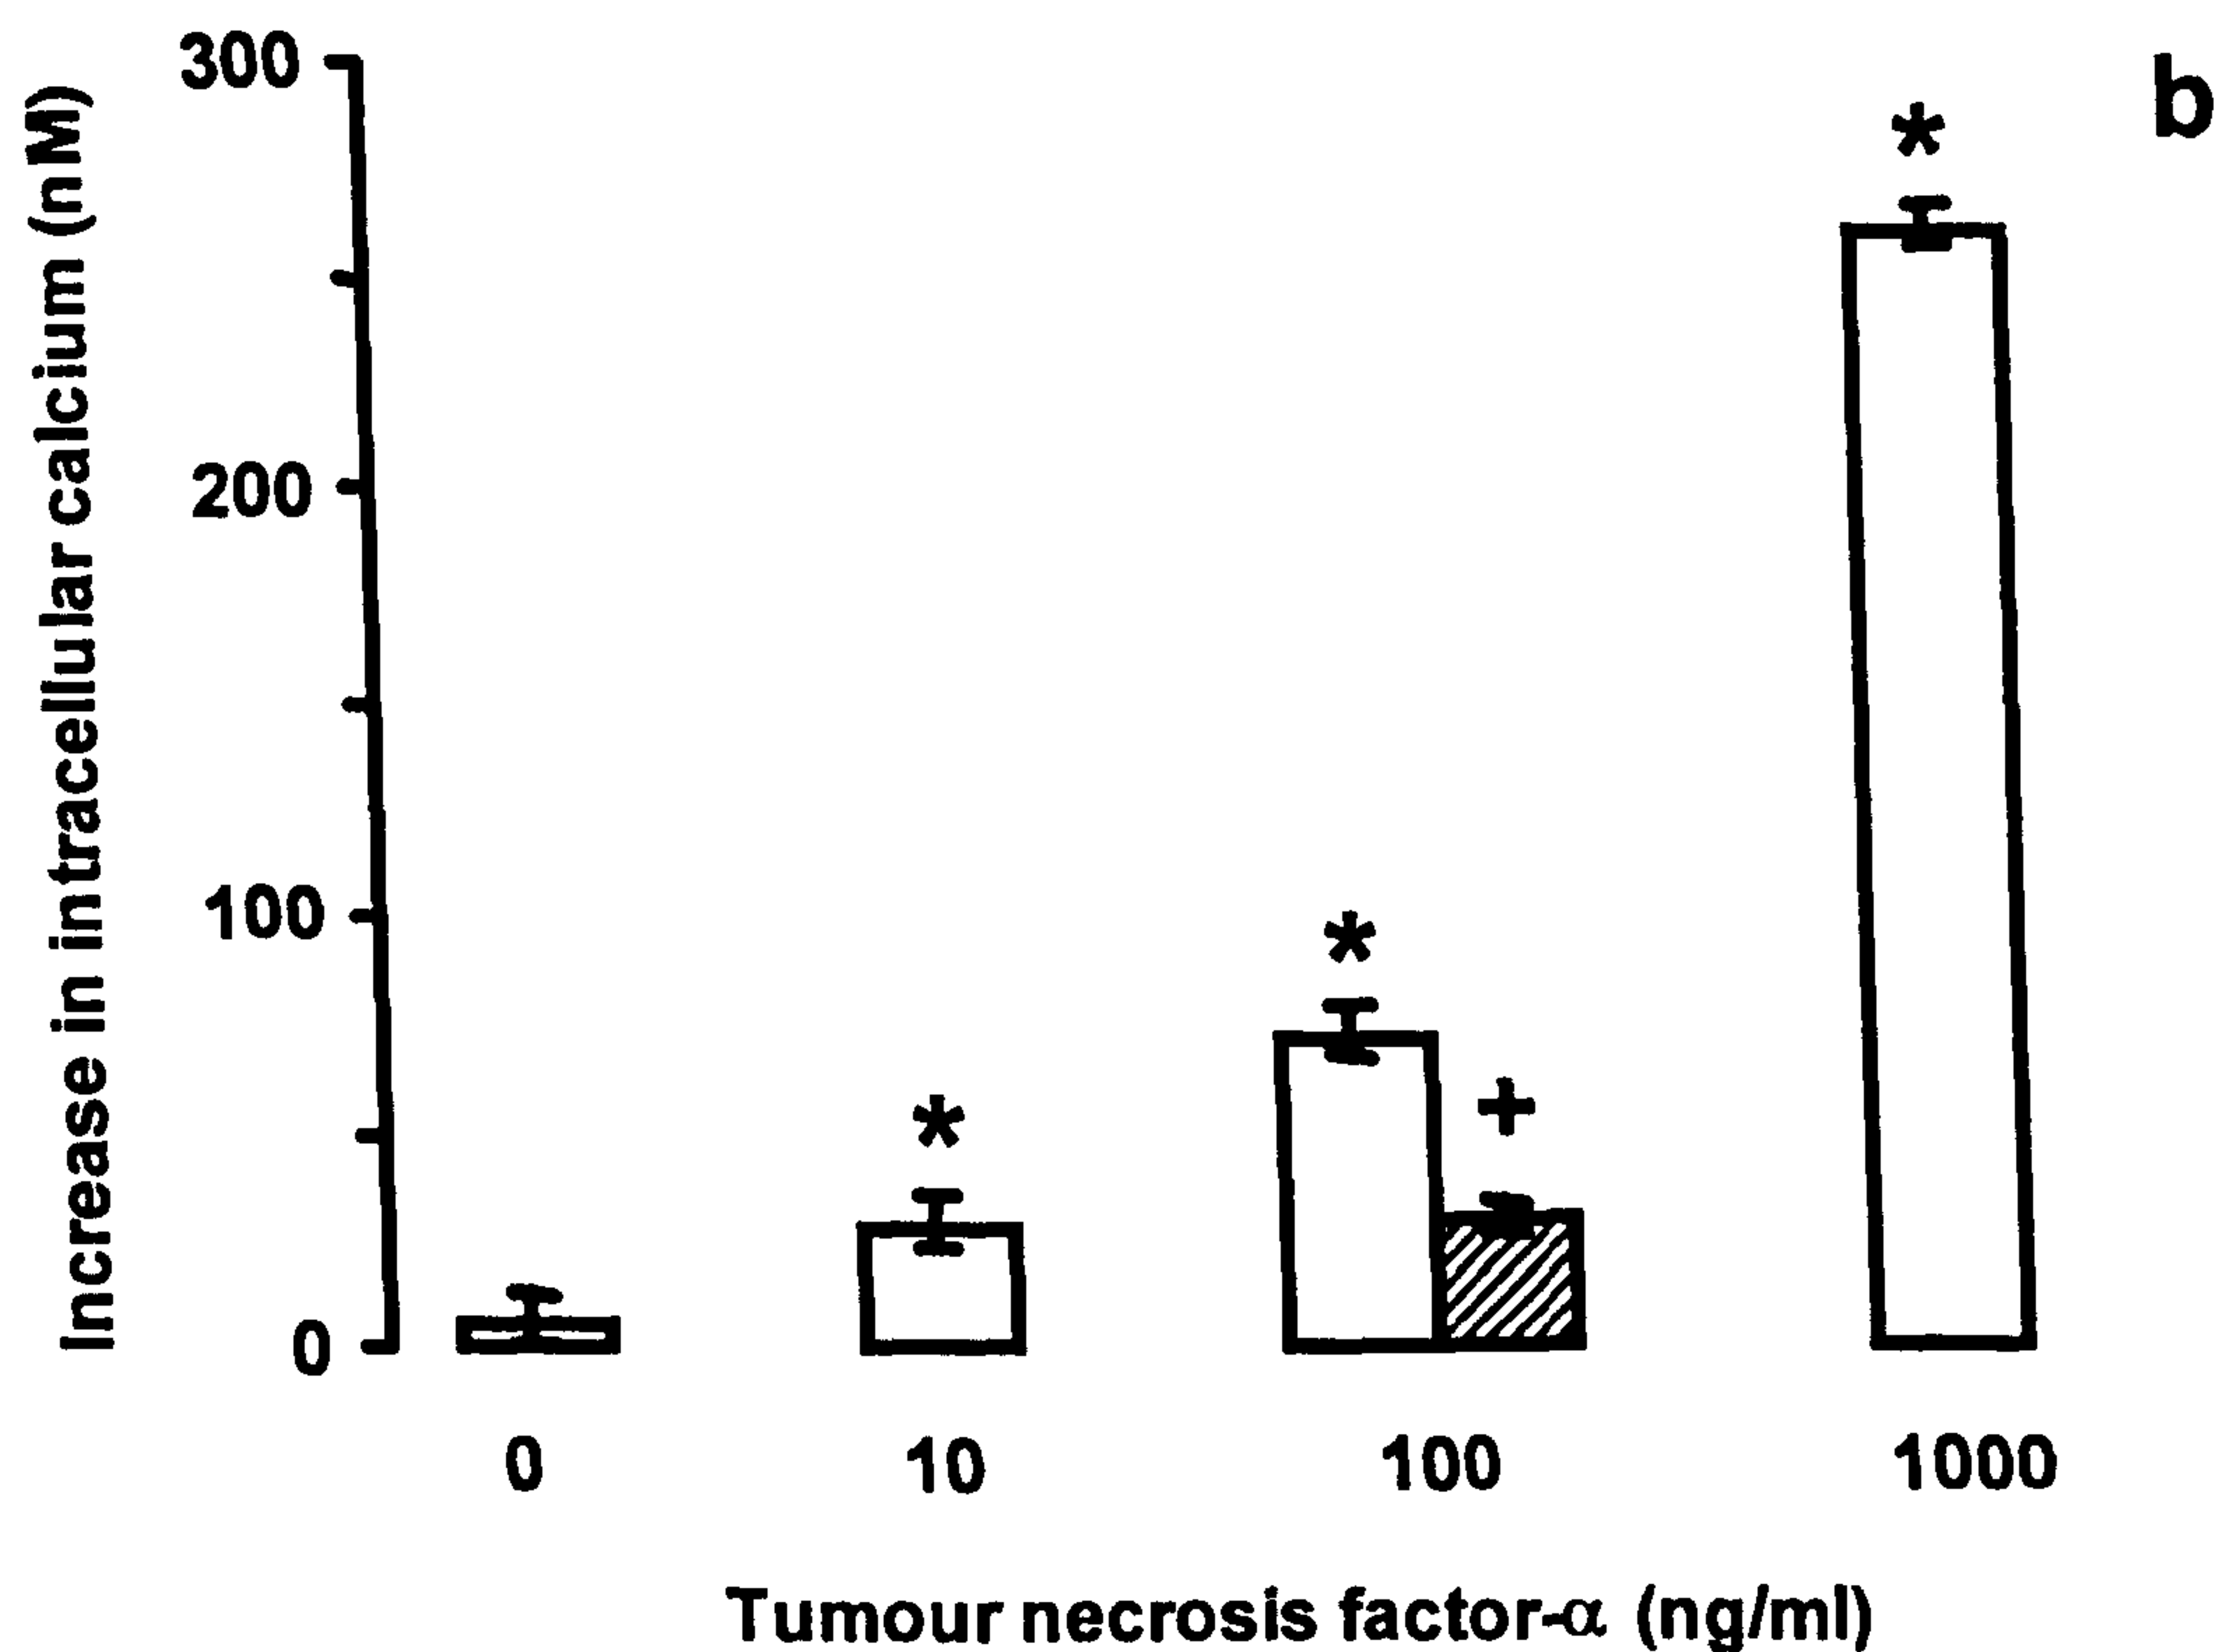 b
Increase in intracellular calcium (nM)
300
200
100
0
*
*
*
+
0 10 100 1000
Tumour necrosis factor-α (ng/ml)